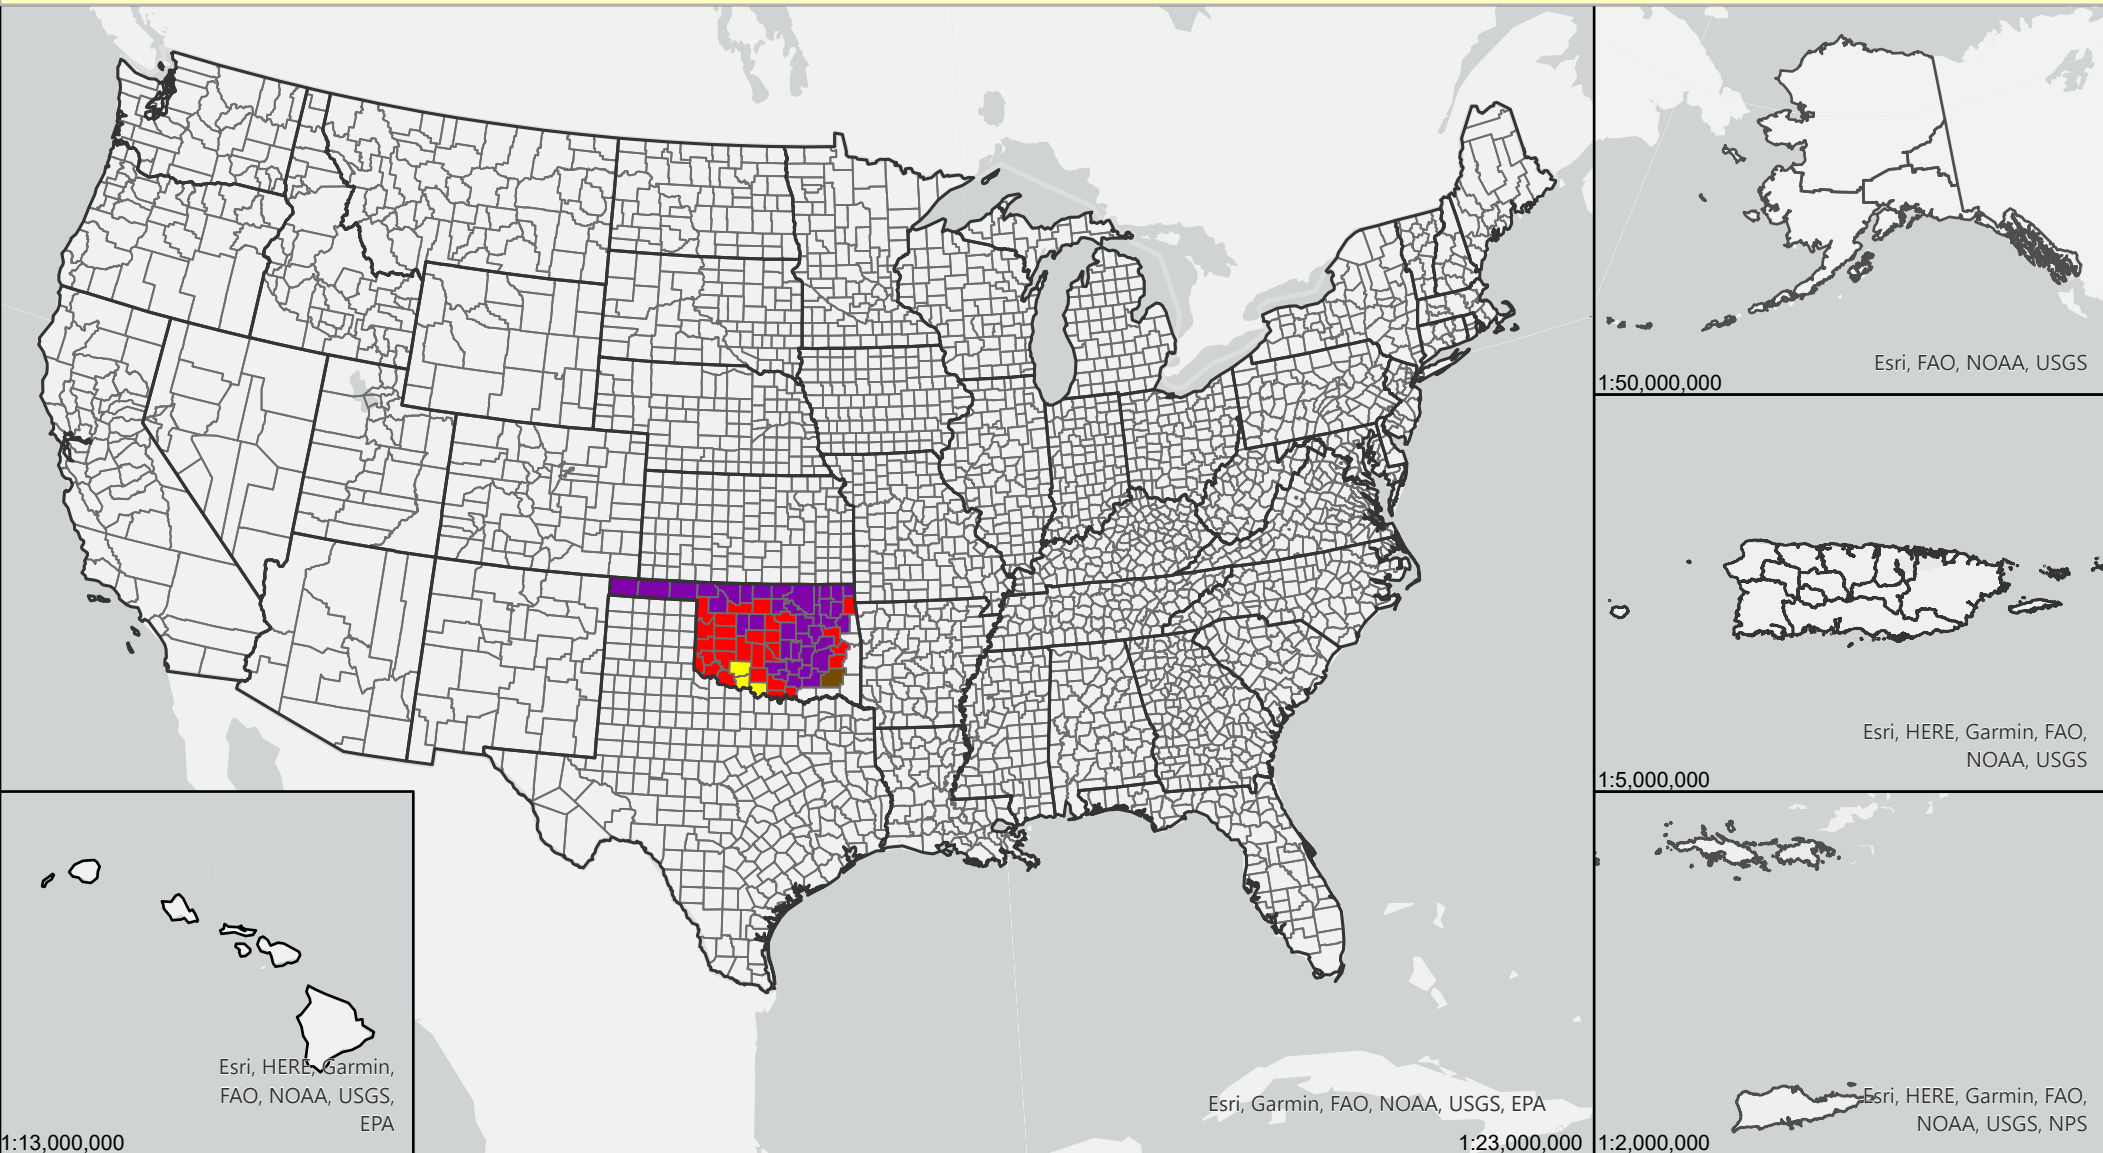 Esri, FAO, NOAA, USGS
1:50,000,000
Esri, HERE, Garmin, FAO,
NOAA, USGS
1:5,000,000
Esri, HERE, Garmin,
FAO, NOAA, USGS,
EPA
1:13,000,000
Esri, Garmin, FAO, NOAA, USGS, EPA
1:23,000,000
Esri, HERE, Garmin, FAO,
NOAA, USGS, NPS
1:2,000,000